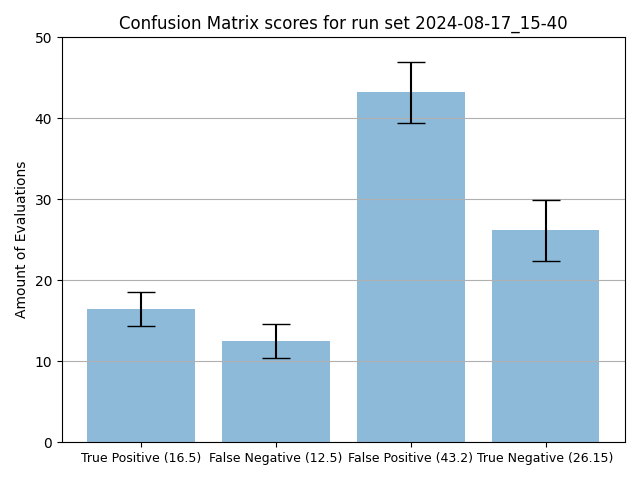 Confusion Matrix scores for run set 2024-08-17_15-40
50
40
30
20
10
0
Amount of Evaluations
True Positive (16.5) False Negative (12.5) False Positive (43.2) True Negative (26.15)